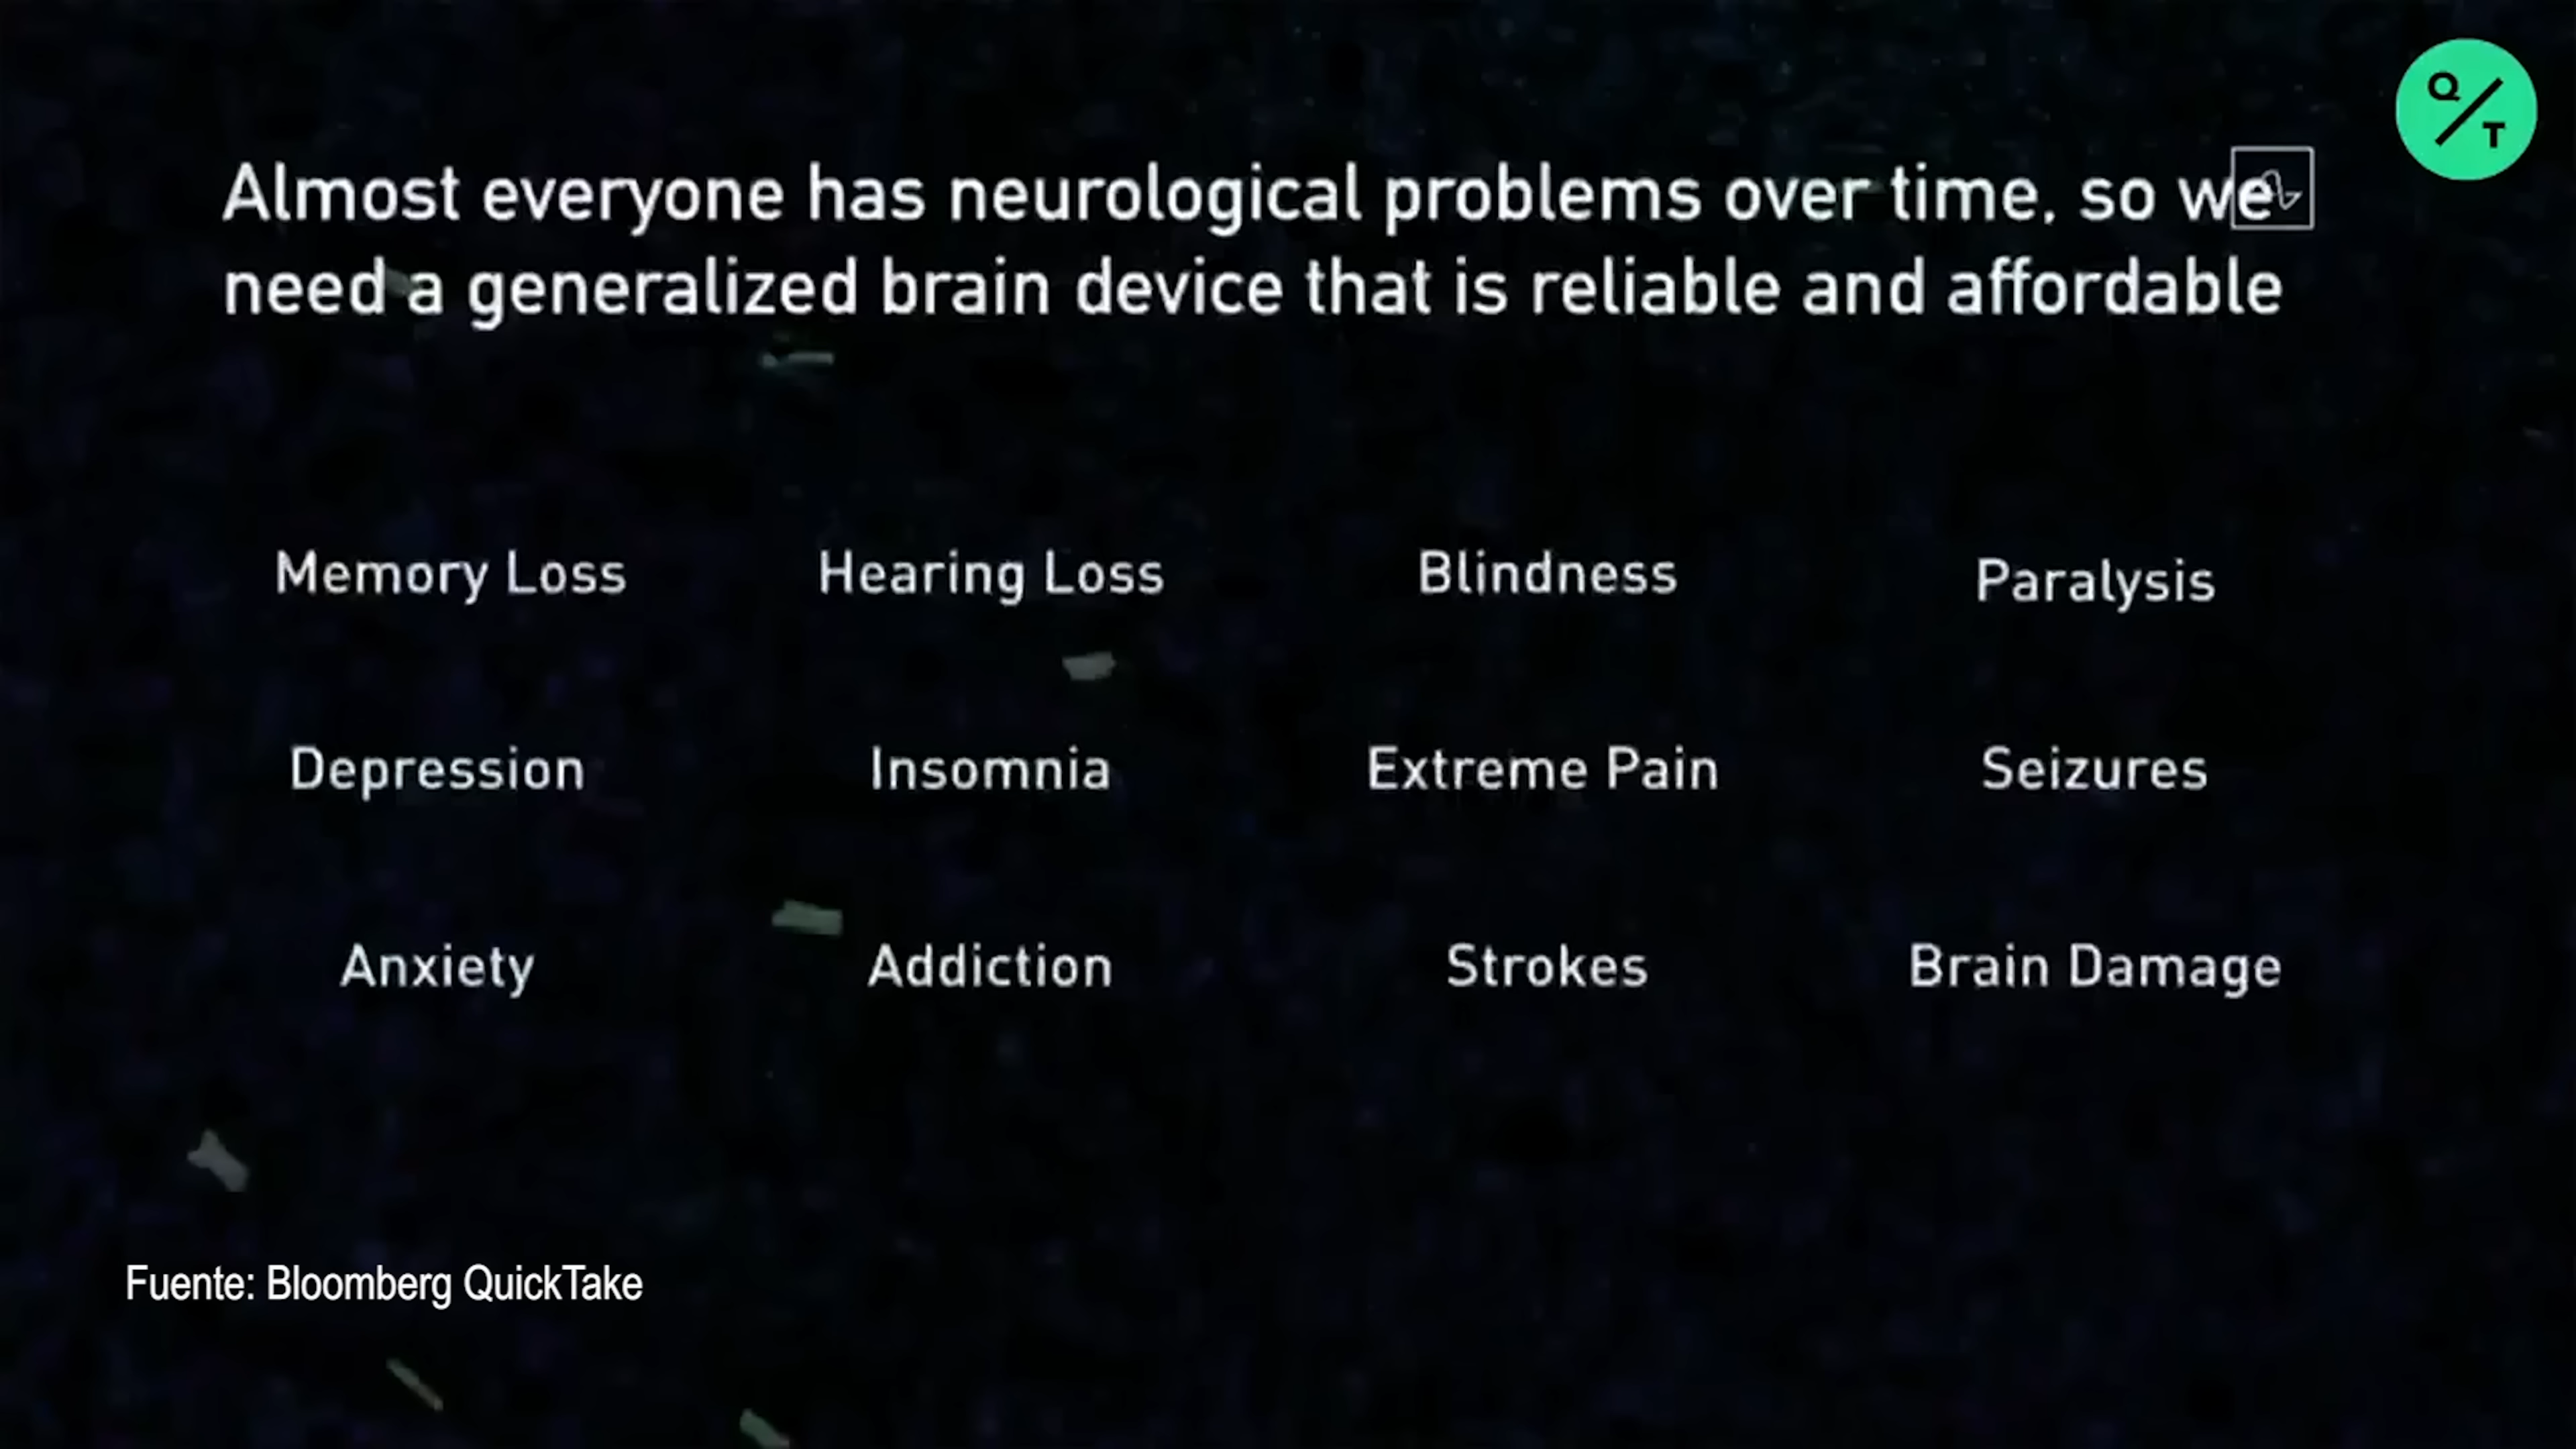 Q/T
Almost everyone has neurological problems over time, so we
need a generalized brain device that is reliable and affordable
Memory Loss Hearing Loss Blindness Paralysis
Depression Insomnia Extreme Pain Seizures
Anxiety Addiction Strokes Brain Damage
Fuente: Bloomberg QuickTake